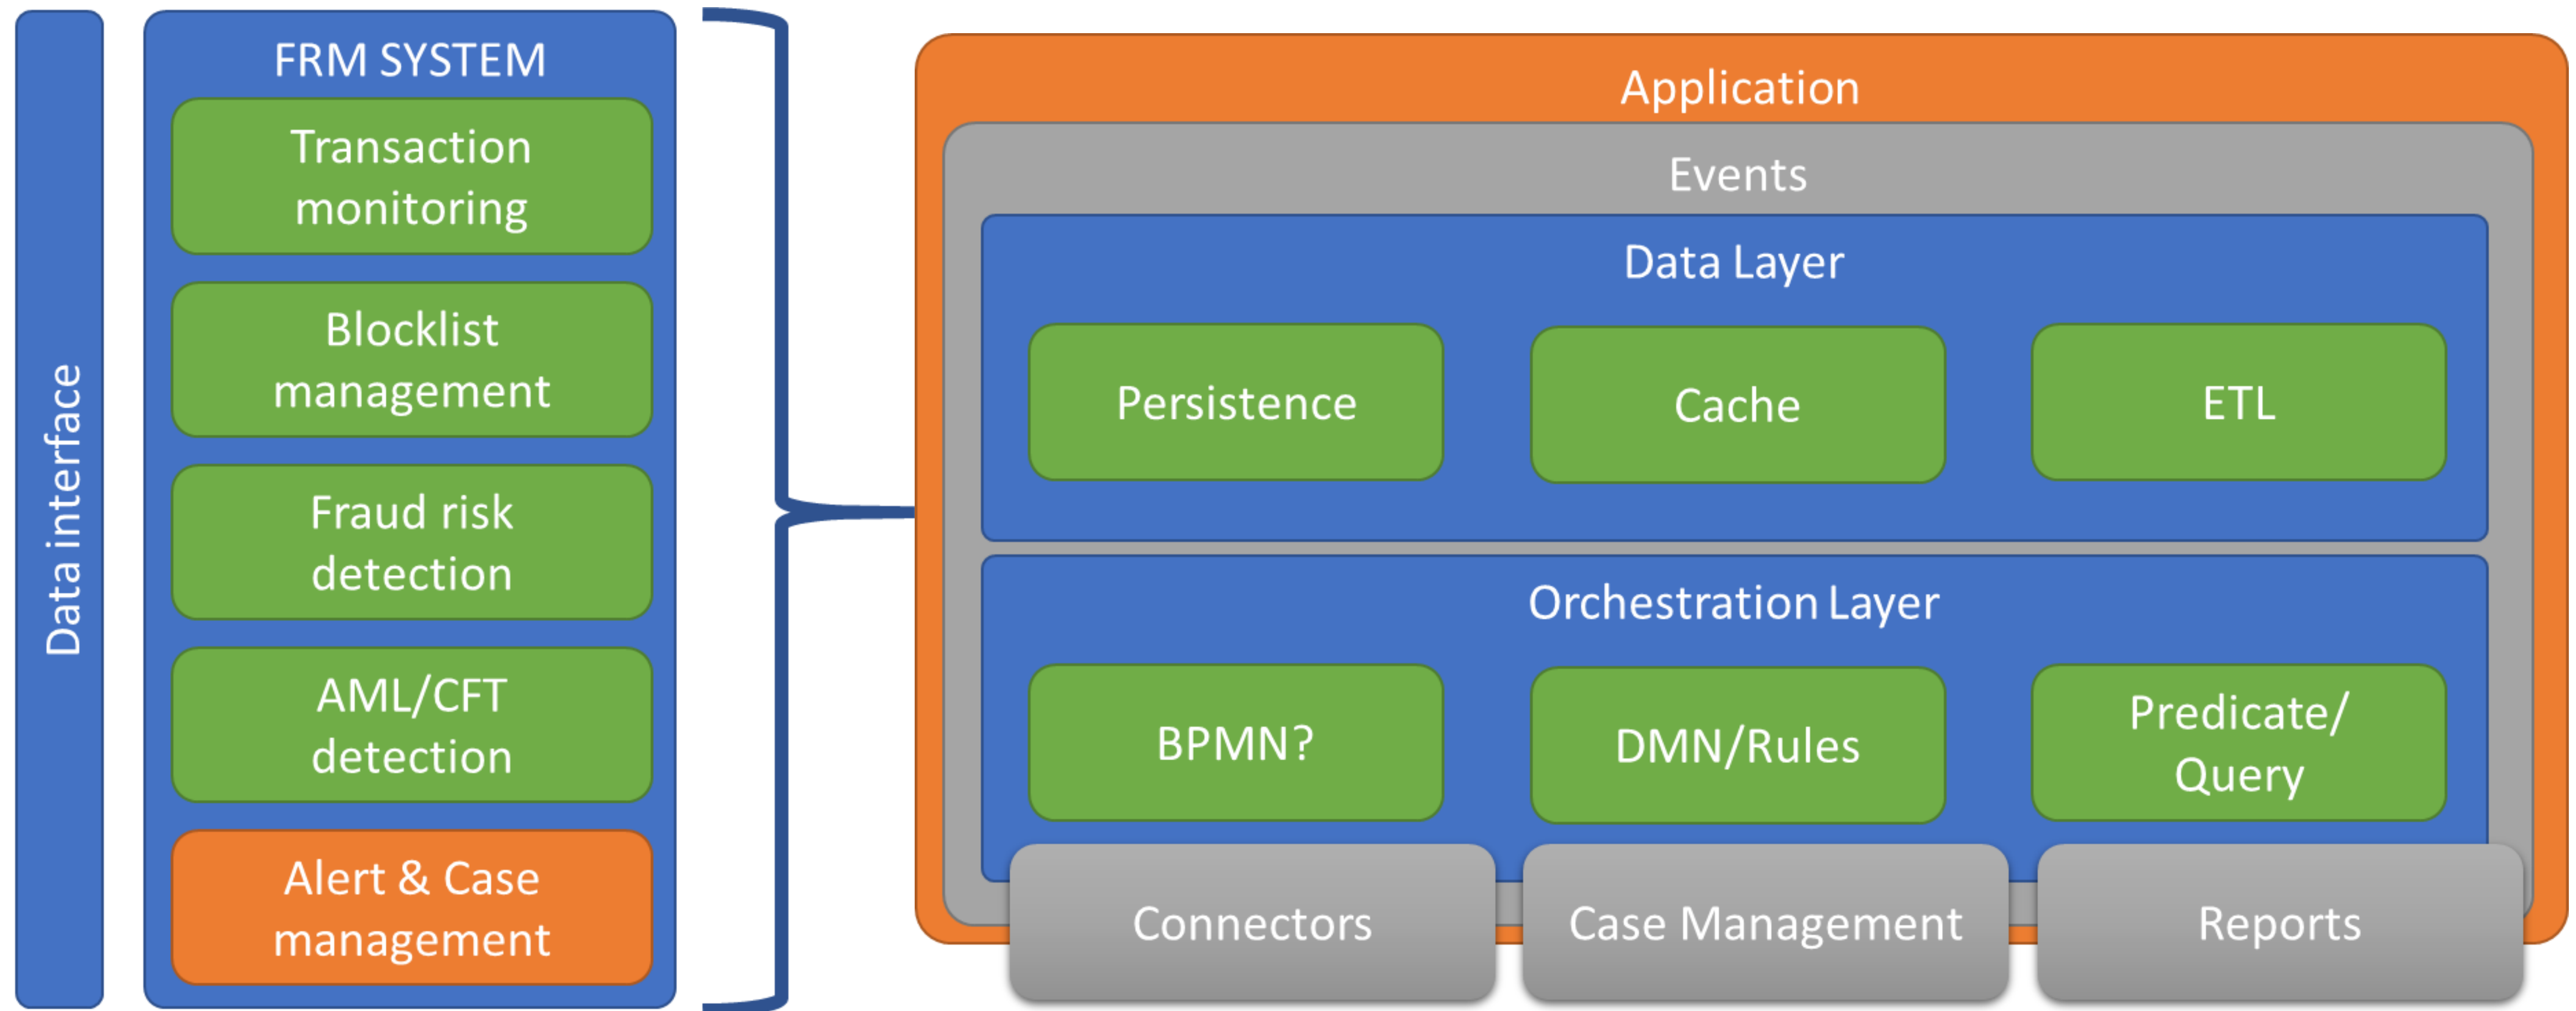 Data interface
FRM SYSTEM
Transaction
monitoring
Blocklist
management
Fraud risk
detection
AML/CFT
detection
Alert & Case
management
Application
Events
Data Layer
Persistence
Cache
ETL
Orchestration Layer
BPMN?
DMN/Rules
Predicate/
Query
Connectors
Case Management
Reports